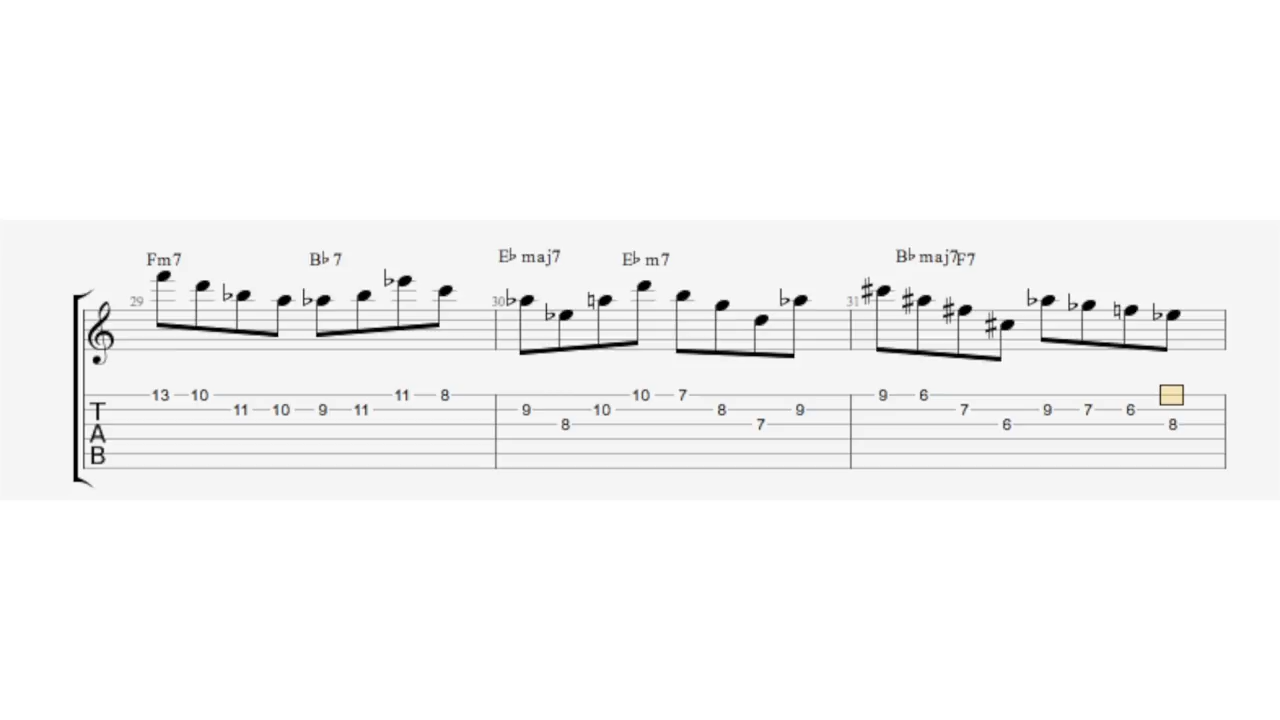 Fm7 B♭7 E♭maj7 E♭m7 B♭maj7 F7
29 30 31
13 10 11 8 10 7 9 6
T 11 10 9 11 9 10 8 9 7 9 7 6
A 8 7 6 8
B